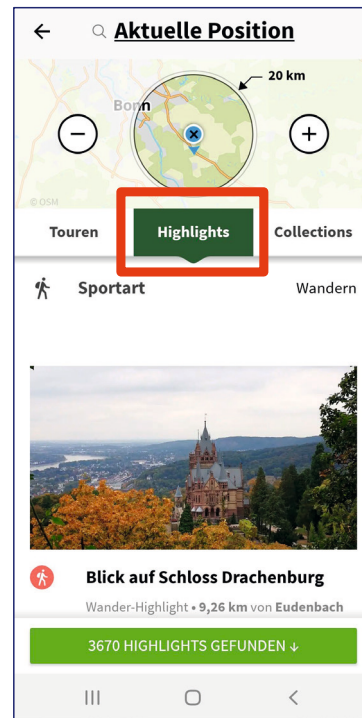 Aktuelle Position
20 km
Bonn
© OSM
Touren Highlights Collections
Sportart Wandern
Blick auf Schloss Drachenburg
Wander-Highlight • 9,26 km von Eudenbach
3670 HIGHLIGHTS GEFUNDEN ↓